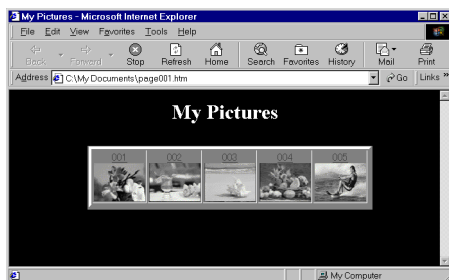 My Pictures - Microsoft Internet Explorer
File Edit View Favorites Tools Help
Back Forward Stop Refresh Home Search Favorites History Mail Print
Address C:\My Documents\page001.htm Go Links »
My Pictures
001 002 003 004 005
My Computer